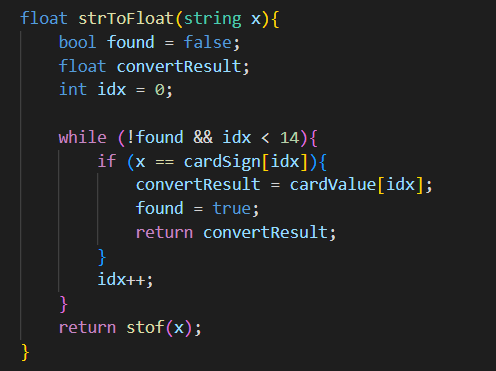 float strToFloat(string x){
    bool found = false;
    float convertResult;
    int idx = 0;

    while (!found && idx < 14){
        if (x == cardSign[idx]){
            convertResult = cardValue[idx];
            found = true;
            return convertResult;
        }
        idx++;
    }
    return stof(x);
}